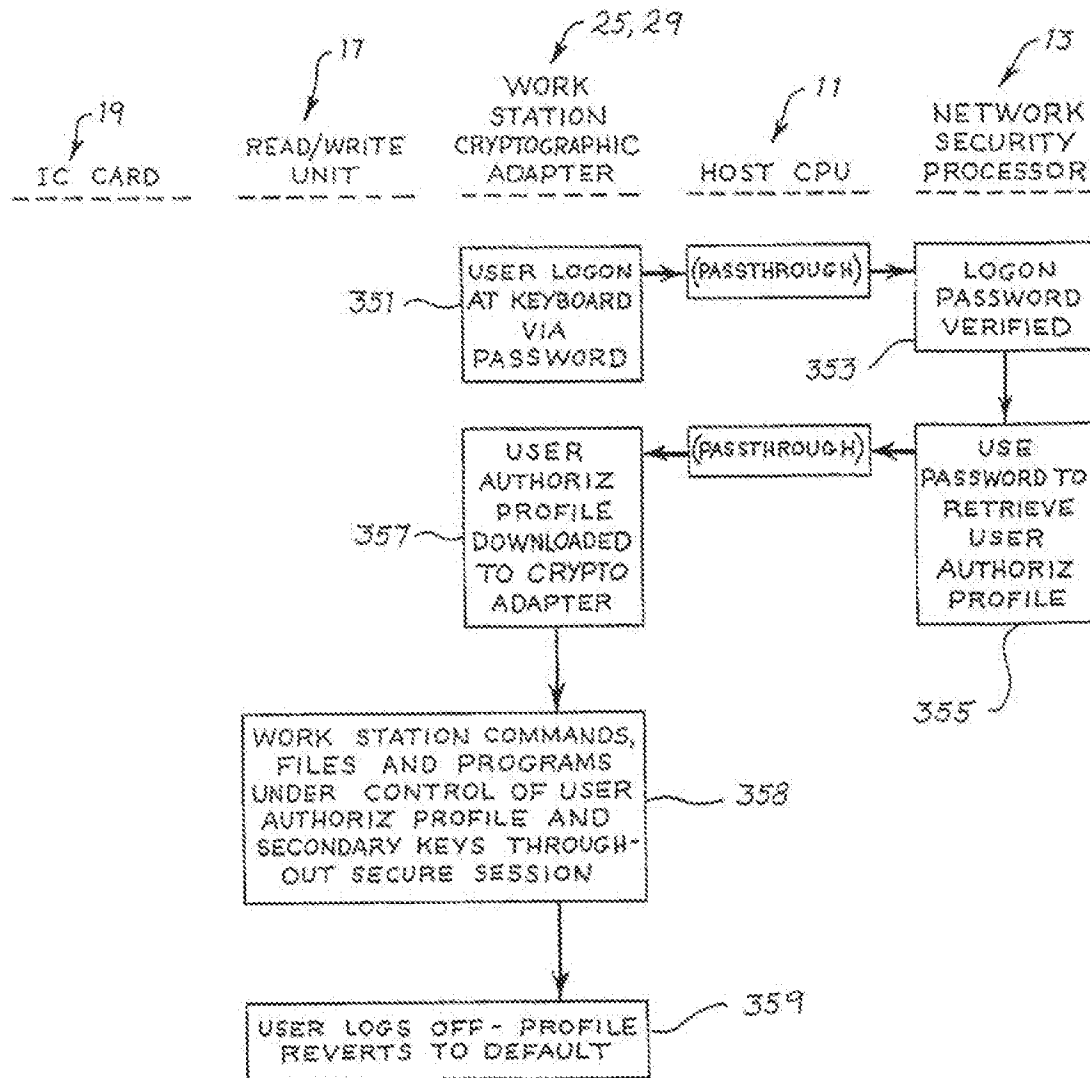 19
IC CARD
17
READ/WRITE
UNIT
25, 29
WORK
STATION
CRYPTOGRAPHIC
ADAPTER
11
HOST CPU
13
NETWORK
SECURITY
PROCESSOR
351
USER LOGON
AT KEYBOARD
VIA
PASSWORD
(PASSTHROUGH)
LOGON
PASSWORD
VERIFIED
353
357
USER
AUTHORIZ
PROFILE
DOWNLOADED
TO CRYPTO
ADAPTER
(PASSTHROUGH)
USE
PASSWORD TO
RETRIEVE
USER
AUTHORIZ
PROFILE
355
WORK STATION COMMANDS,
FILES AND PROGRAMS
UNDER CONTROL OF USER
AUTHORIZ PROFILE AND
SECONDARY KEYS THROUGH-
OUT SECURE SESSION
358
USER LOGS OFF - PROFILE
REVERTS TO DEFAULT
359